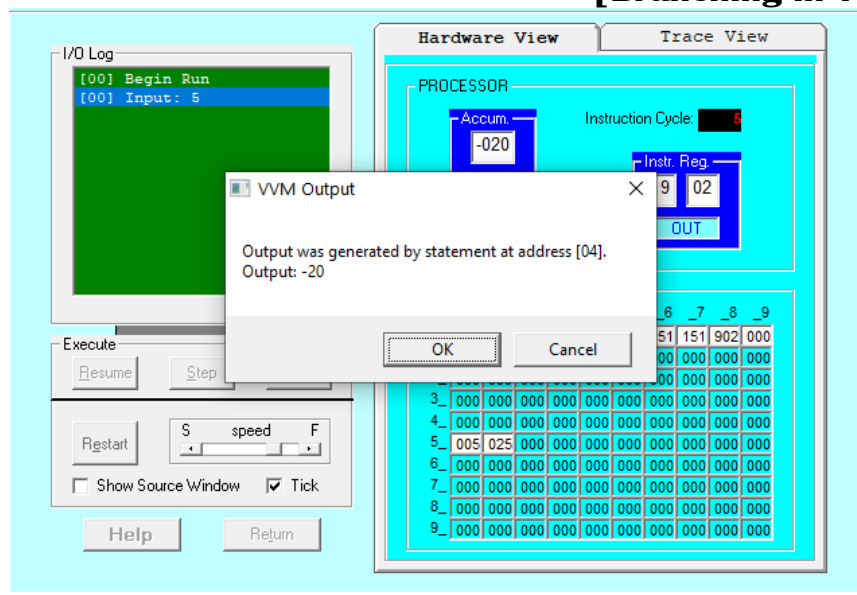 Hardware View
Trace View
I/O Log
[00] Begin Run
[00] Input: 5
PROCESSOR
Accum.
-020
Instruction Cycle: 5
Instr. Reg.
9 02
OUT
VVM Output
Output was generated by statement at address [04].
Output: -20
OK
Cancel
_6 _7 _8 _9
51 151 902 000
00 000 000 000
00 000 000 000
3_ 000 000 000 000 000 000 000 000 000 000
4_ 000 000 000 000 000 000 000 000 000 000
5_ 005 025 000 000 000 000 000 000 000 000
6_ 000 000 000 000 000 000 000 000 000 000
7_ 000 000 000 000 000 000 000 000 000 000
8_ 000 000 000 000 000 000 000 000 000 000
9_ 000 000 000 000 000 000 000 000 000 000
Execute
Resume
Step
Restart
S speed F
Show Source Window
Tick
Help
Return